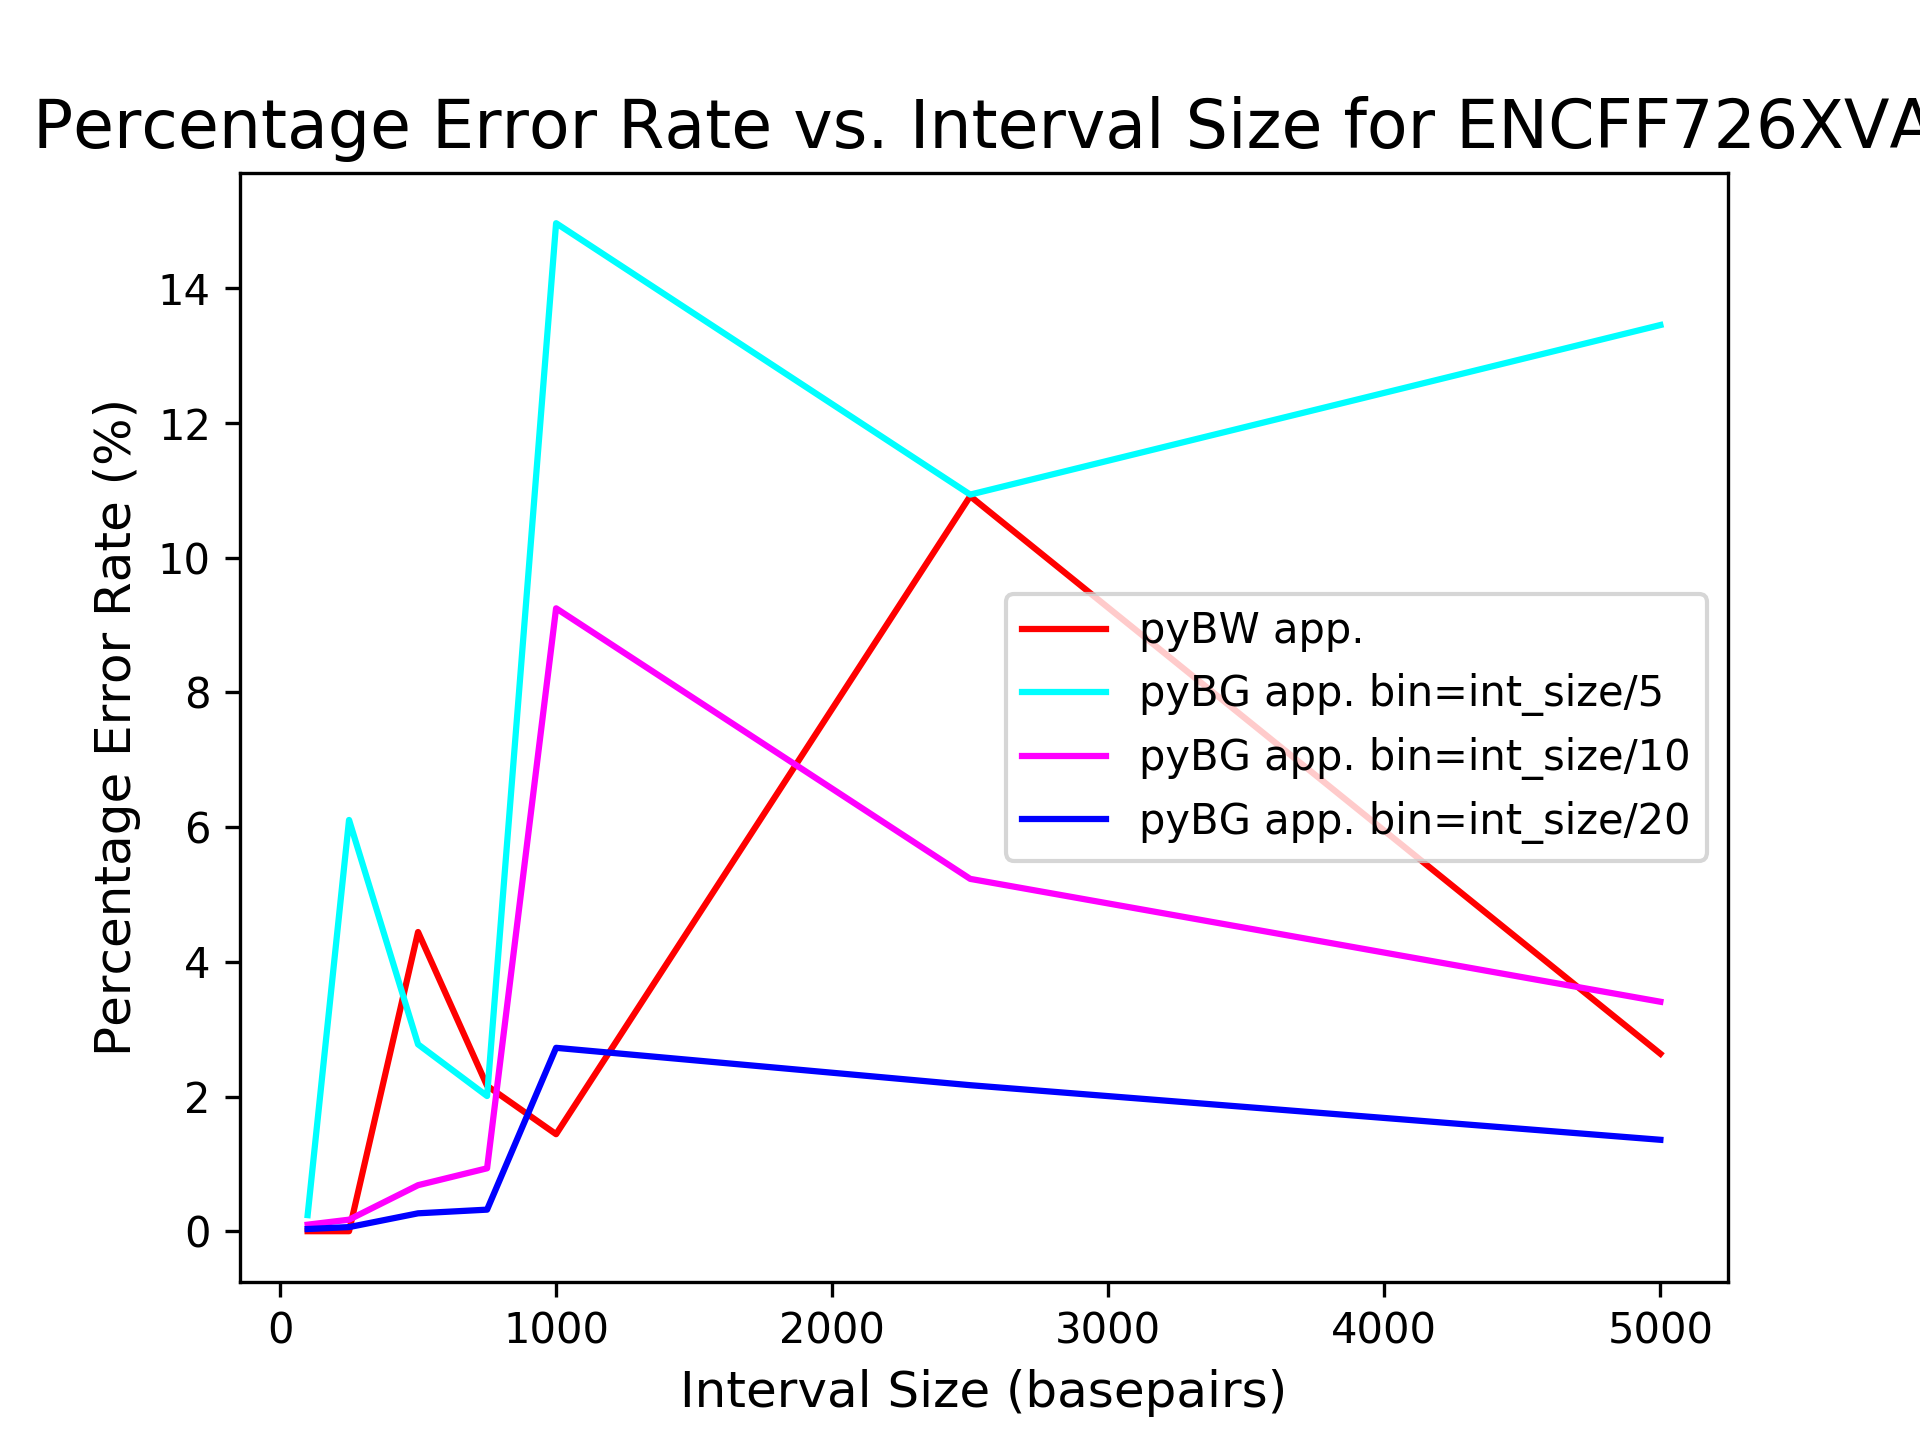 Percentage Error Rate vs. Interval Size for ENCFF726XVA
14
12
10
8
6
4
2
0
Percentage Error Rate (%)
pyBW app.
pyBG app. bin=int_size/5
pyBG app. bin=int_size/10
pyBG app. bin=int_size/20
0 1000 2000 3000 4000 5000
Interval Size (basepairs)